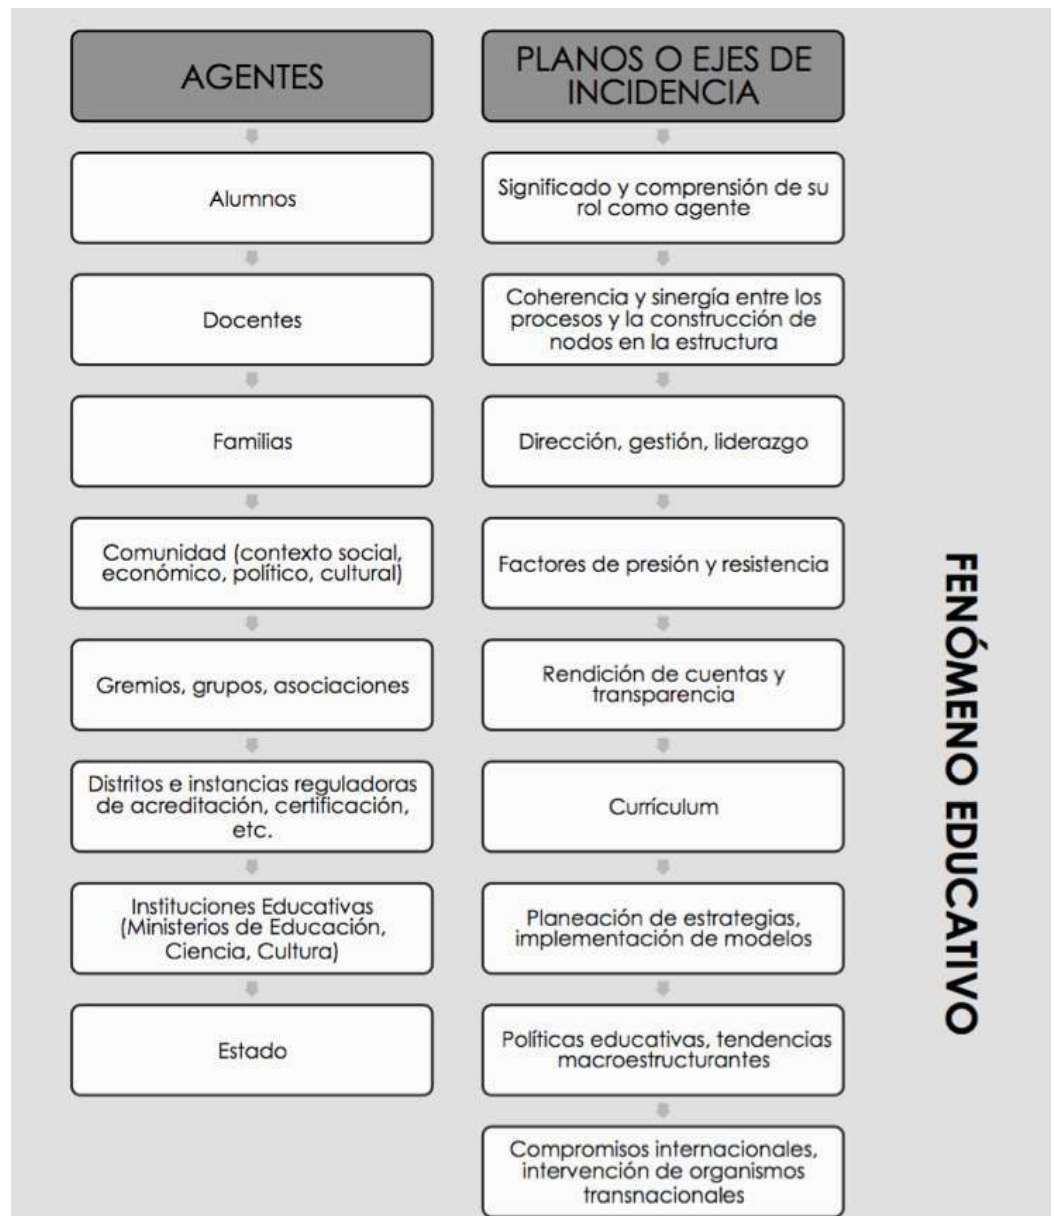 AGENTES
Alumnos
Docentes
Familias
Comunidad (contexto social,
económico, político, cultural)
Gremios, grupos, asociaciones
Distritos e instancias reguladoras
de acreditación, certificación,
etc.
Instituciones Educativas
(Ministerios de Educación,
Ciencia, Cultura)
Estado
PLANOS O EJES DE
INCIDENCIA
Significado y comprensión de su
rol como agente
Coherencia y sinergía entre los
procesos y la construcción de
nodos en la estructura
Dirección, gestión, liderazgo
Factores de presión y resistencia
Rendición de cuentas y
transparencia
Currículum
Planeación de estrategias,
implementación de modelos
Políticas educativas, tendencias
macroestructurantes
Compromisos internacionales,
intervención de organismos
transnacionales
FENÓMENO EDUCATIVO